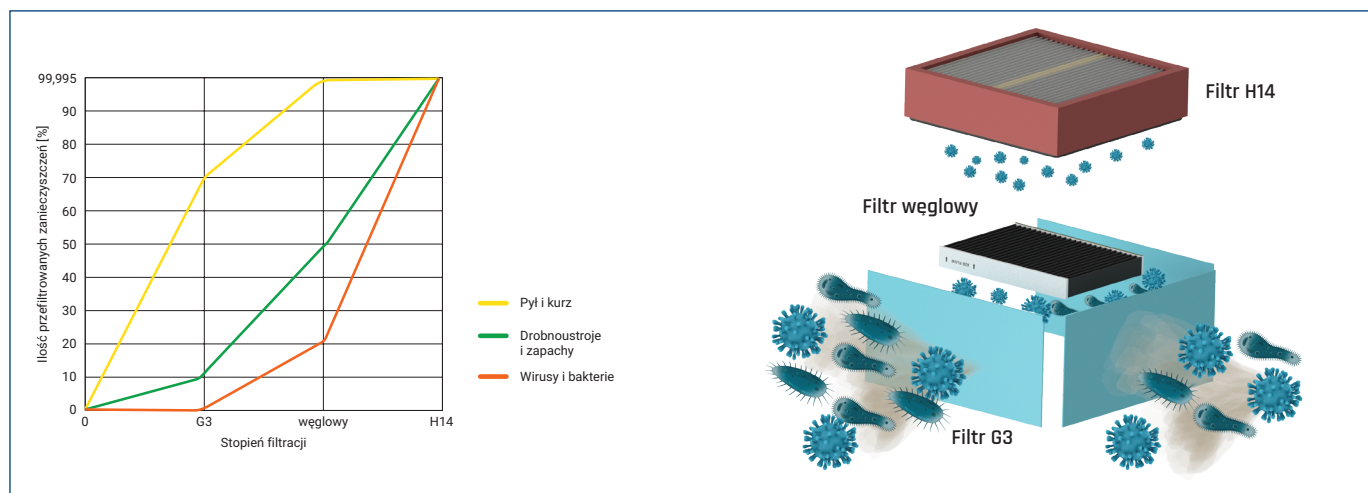 Ilość przefiltrowanych zanieczyszczeń [%]
99,995
90
80
70
60
50
40
30
20
10
0
0
G3
węglowy
H14
Stopień filtracji
Pył i kurz
Drobnoustroje
i zapachy
Wirusy i bakterie
Filtr H14
Filtr węglowy
Filtr G3